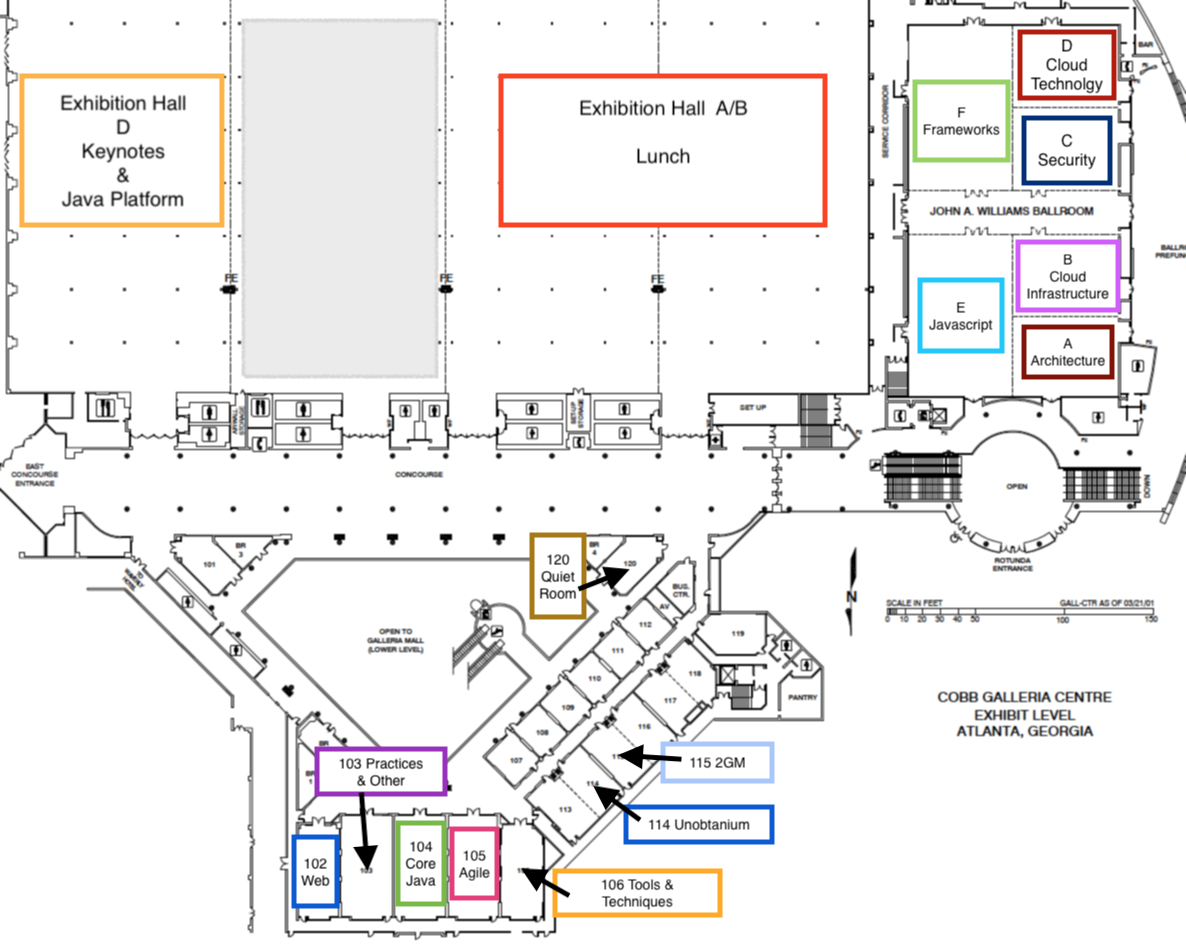 Exhibition Hall
D
Keynotes
&
Java Platform
Exhibition Hall A/B
Lunch
SERVICE CORRIDOR
F
Frameworks
D
Cloud
Technolgy
C
Security
BAR
JOHN A. WILLIAMS BALLROOM
E
Javascript
B
Cloud
Infrastructure
A
Architecture
FE
FE
FE
STORAGE
SET-UP
STORAGE
SET UP
EAST
CONCOURSE
ENTRANCE
CONCOURSE
OPEN
DOWN
ROTUNDA
ENTRANCE
101
BR
3
BR
4
120
Quiet
Room
120
BUS.
CTR.
AV
112
111
110
109
108
107
119
118
117
116
113
114
PANTRY
OPEN TO
GALLERIA MALL
(LOWER LEVEL)
N
SCALE IN FEET
GALL-CTR AS OF 03/21/01
0 10 20 30 40 50 100 150
COBB GALLERIA CENTRE
EXHIBIT LEVEL
ATLANTA, GEORGIA
BR
103 Practices
& Other
115 2GM
114 Unobtanium
102
Web
103
104
Core
Java
105
Agile
106 Tools &
Techniques